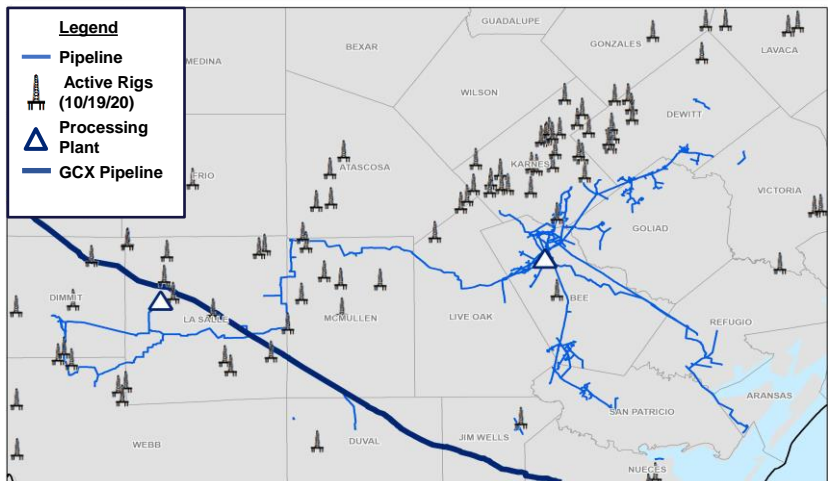 Legend
Pipeline
Active Rigs
(10/19/20)
Processing
Plant
GCX Pipeline
GUADALUPE
GONZALES
LAVACA
MEDINA
BEXAR
WILSON
DEWITT
FRIO
ATASCOSA
KARNES
VICTORIA
GOLIAD
DIMMIT
LA SALLE
MCMULLEN
LIVE OAK
BEE
REFUGIO
ARANSAS
SAN PATRICIO
WEBB
DUVAL
JIM WELLS
NUECES